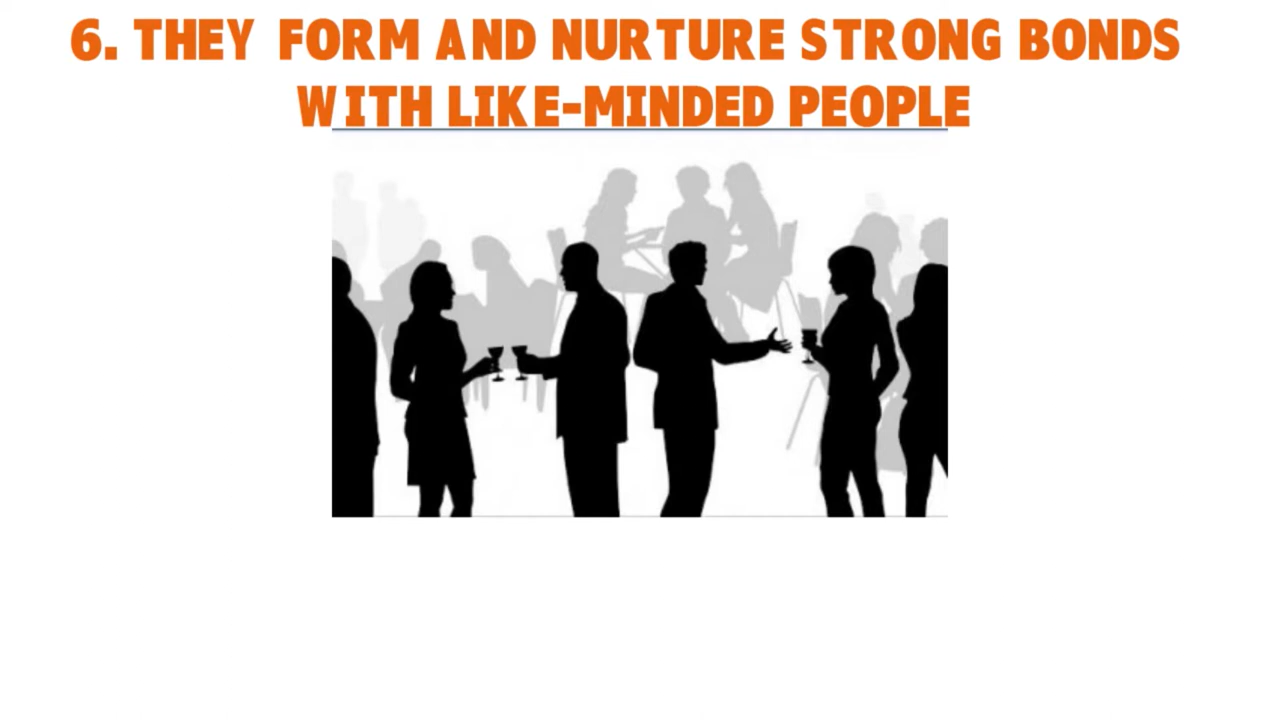 6. THEY FORM AND NURTURE STRONG BONDS
WITH LIKE-MINDED PEOPLE